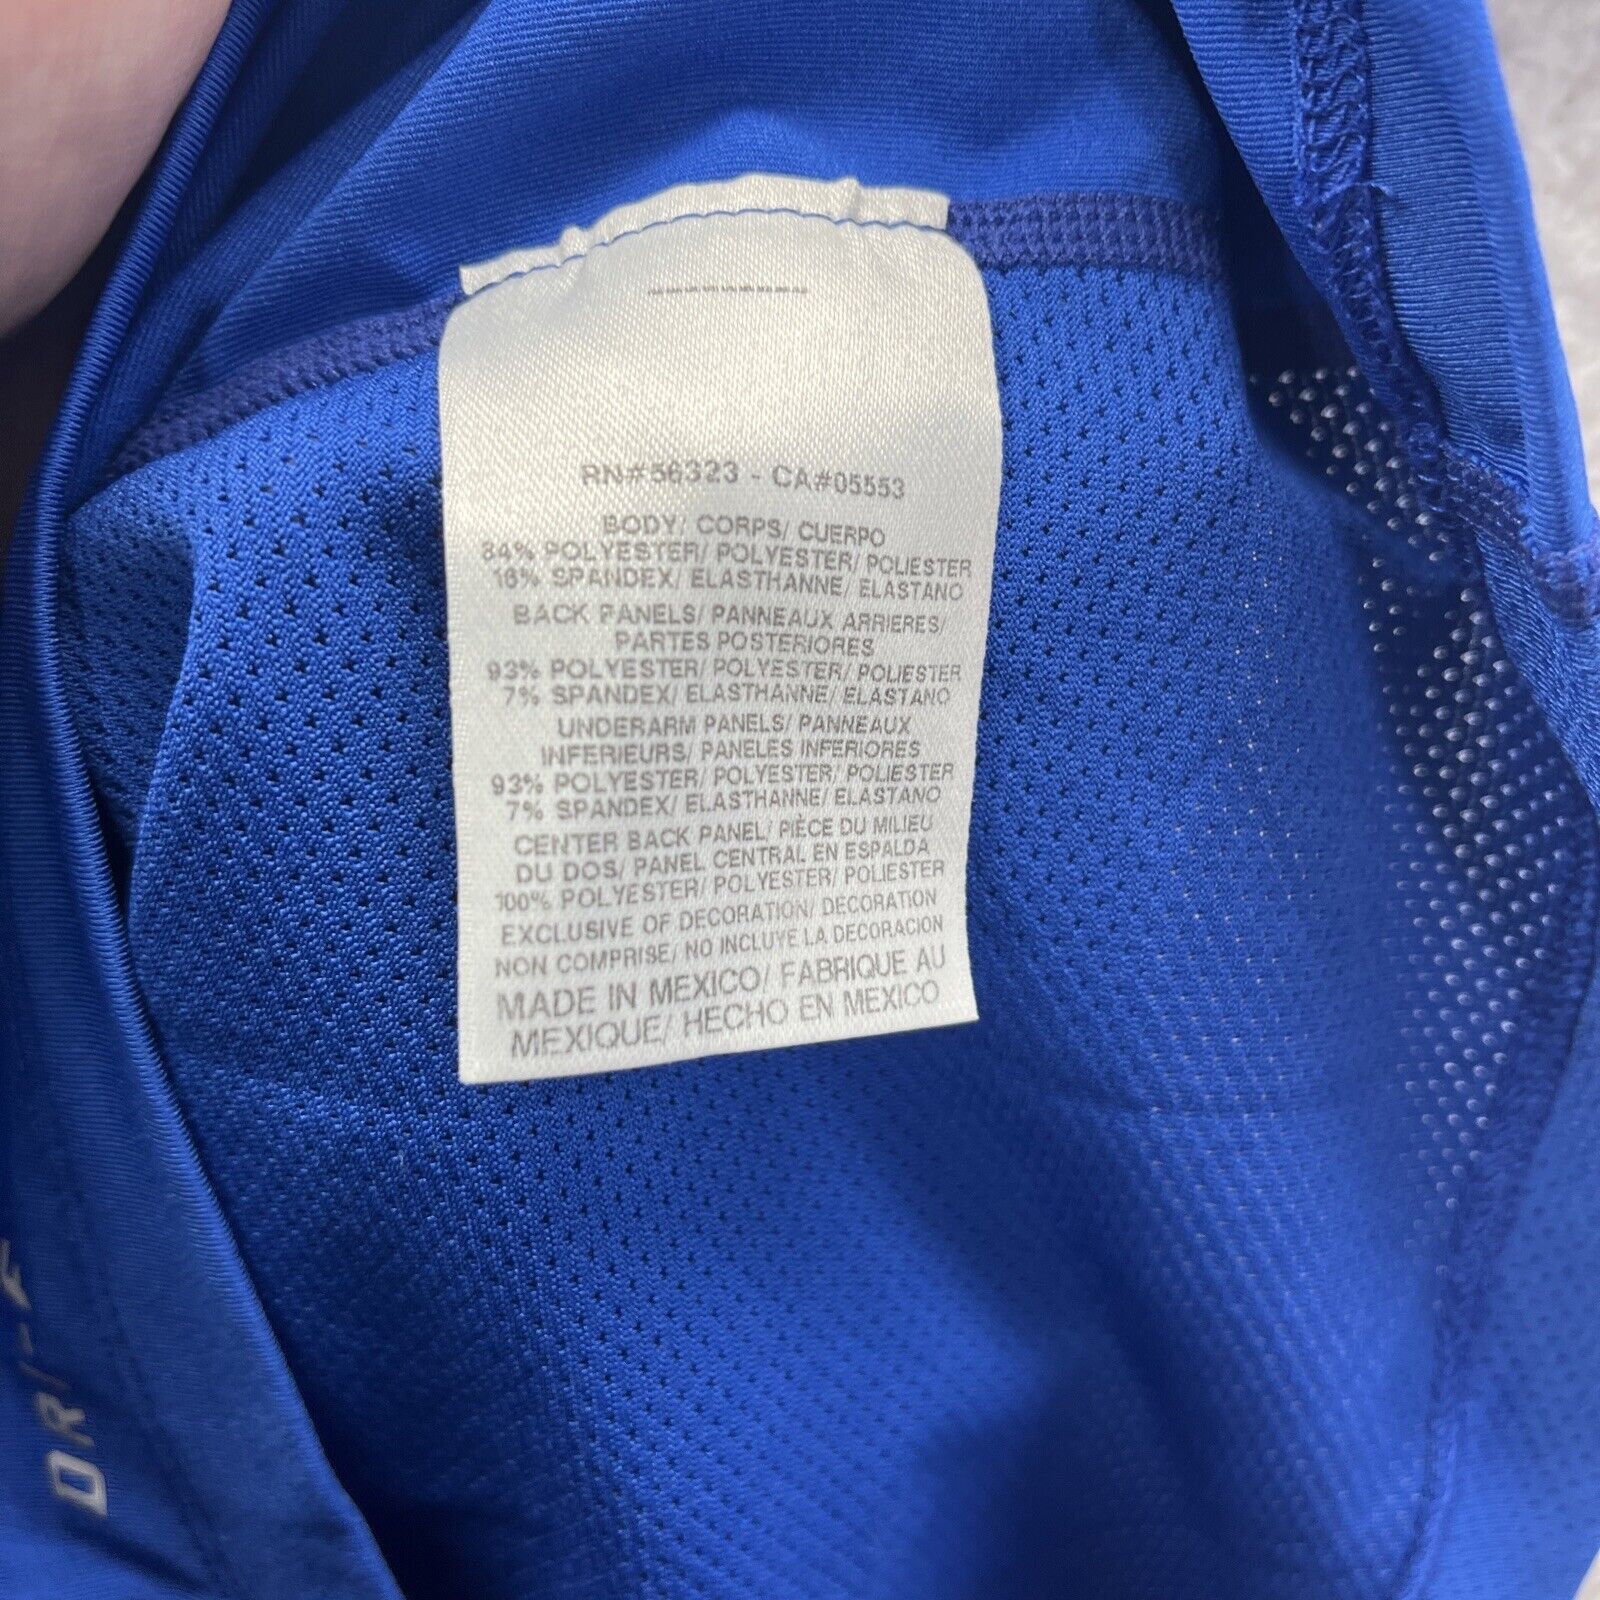 RN#56323 - CA#05553
BODY/ CORPS/ CUERPO
84% POLYESTER/ POLYESTER/ POLIESTER
16% SPANDEX/ ELASTHANNE/ ELASTANO
BACK PANELS/ PANNEAUX ARRIERES/
PARTES POSTERIORES
93% POLYESTER/ POLYESTER/ POLIESTER
7% SPANDEX/ ELASTHANNE/ ELASTANO
UNDERARM PANELS/ PANNEAUX
INFERIEURS/ PANELES INFERIORES
93% POLYESTER/ POLYESTER/ POLIESTER
7% SPANDEX/ ELASTHANNE/ ELASTANO
CENTER BACK PANEL/ PIÈCE DU MILIEU
DU DOS/ PANEL CENTRAL EN ESPALDA
100% POLYESTER/ POLYESTER/ POLIESTER
EXCLUSIVE OF DECORATION/ DECORATION
NON COMPRISE/ NO INCLUYE LA DECORACION
MADE IN MEXICO/ FABRIQUE AU
MEXIQUE/ HECHO EN MEXICO
DRI-F